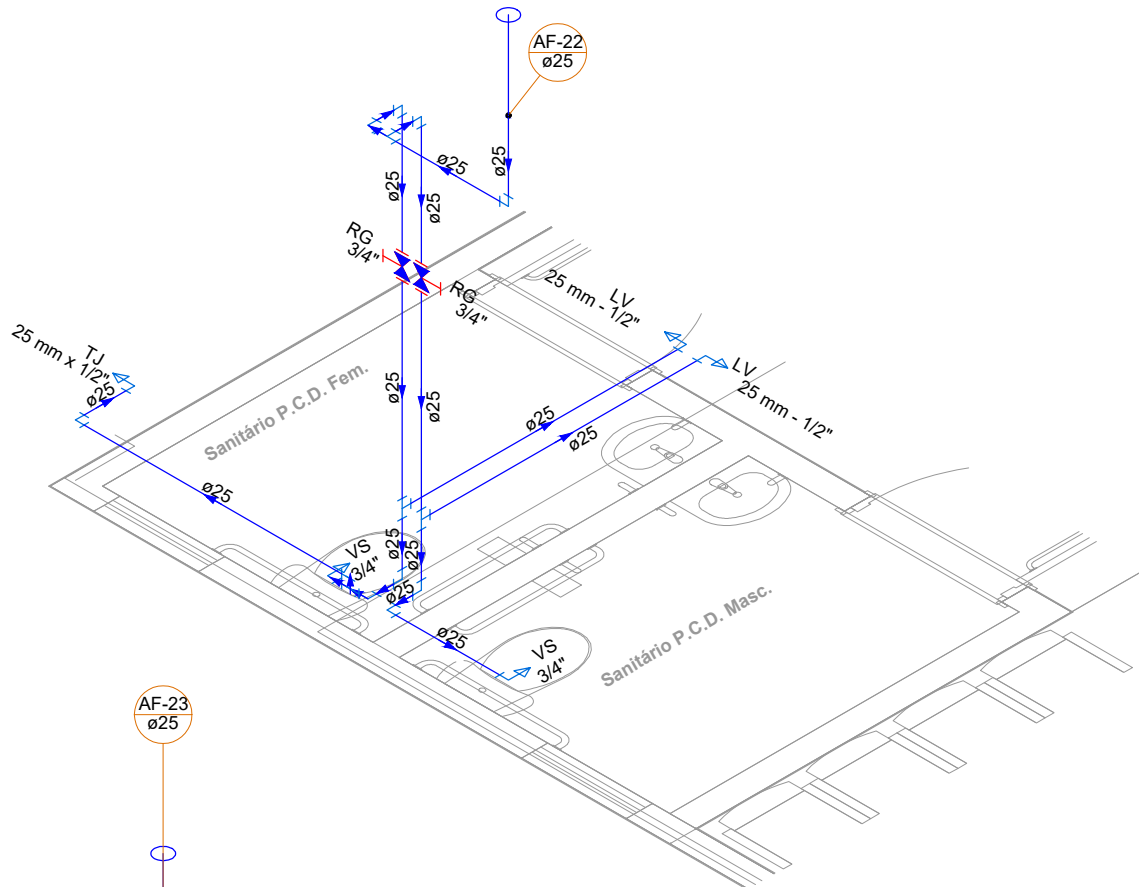 AF-22
ø25
ø25
ø25
ø25
ø25
RG
3/4"
RG
3/4"
LV
25 mm - 1/2"
LV
25 mm - 1/2"
TJ
25 mm x 1/2"
ø25
Sanitário P.C.D. Fem.
ø25
ø25
ø25
ø25
ø25
VS
3/4"
ø25
ø25
ø25
ø25
VS
3/4"
Sanitário P.C.D. Masc.
AF-23
ø25